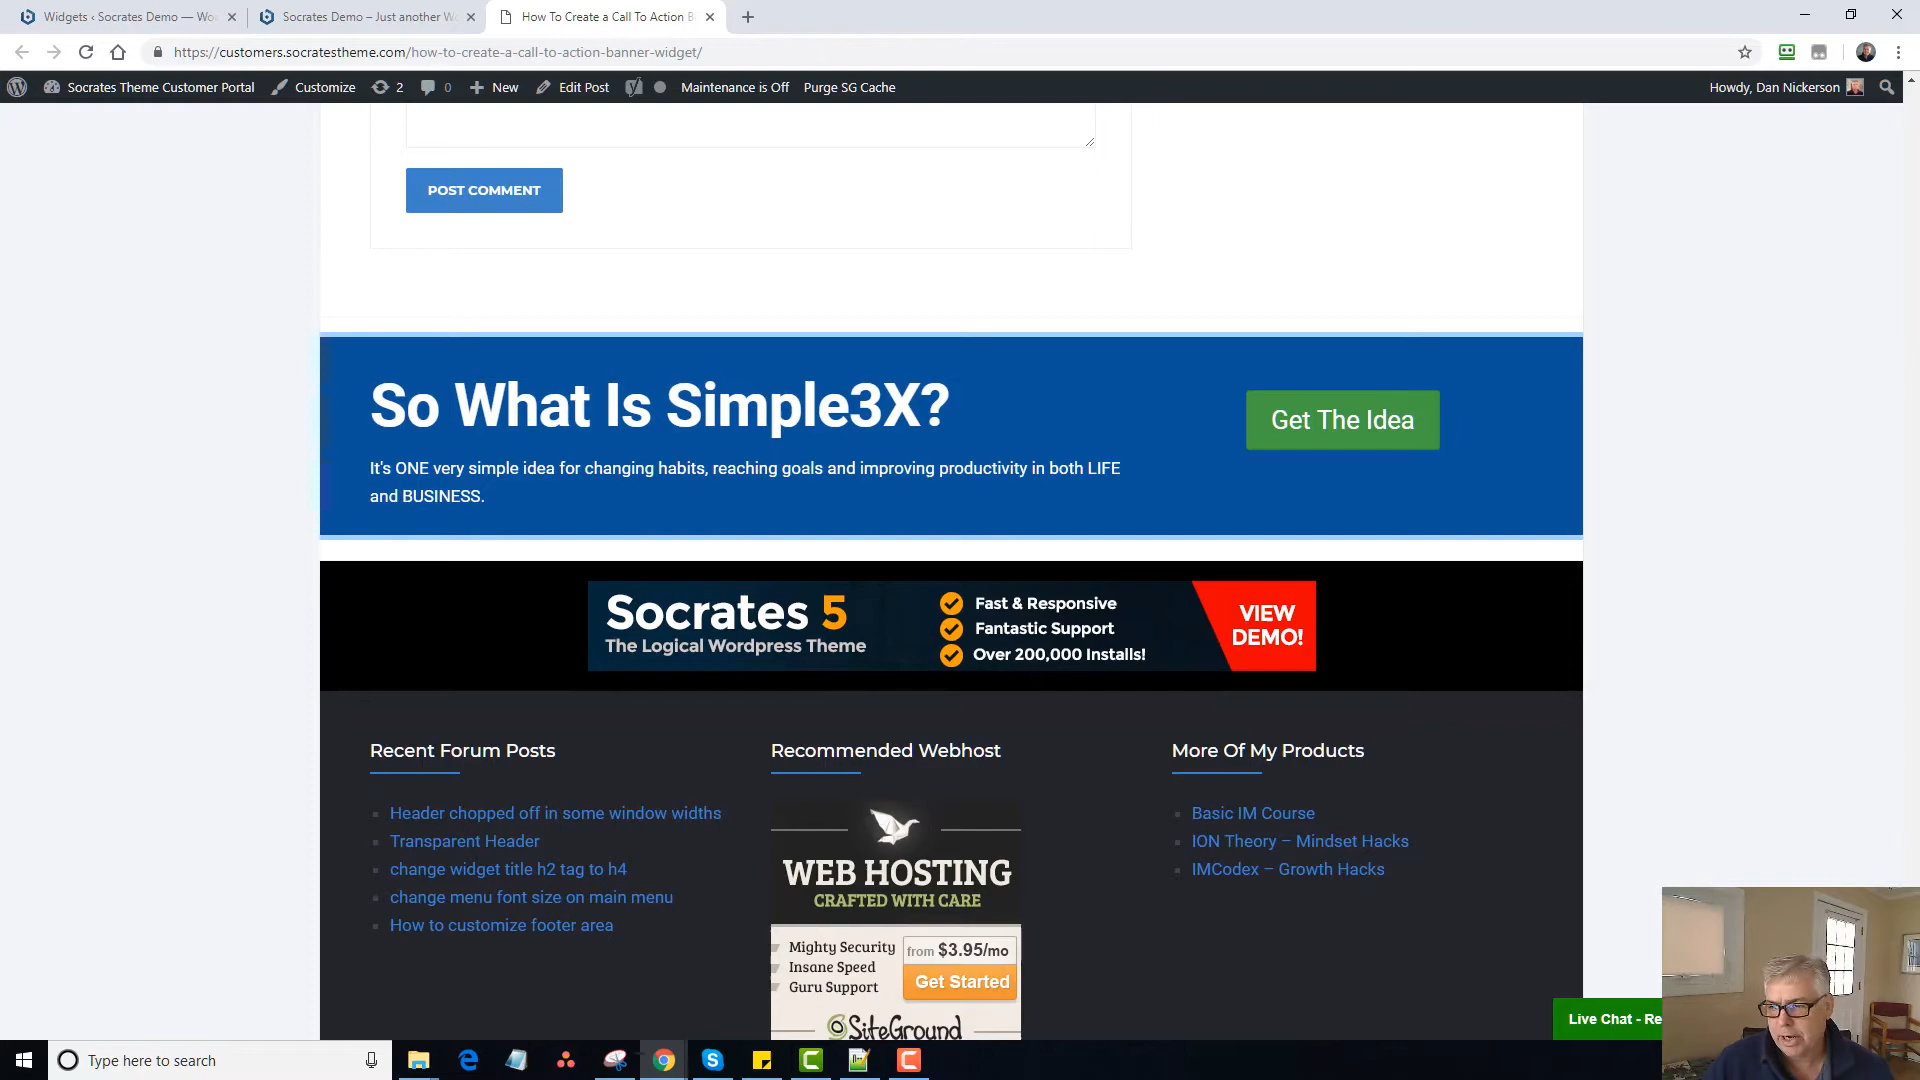 Widgets ‹ Socrates Demo — Wor
Socrates Demo – Just another Wo
How To Create a Call To Action B
https://customers.socratestheme.com/how-to-create-a-call-to-action-banner-widget/
Socrates Theme Customer Portal
Customize
2
0
New
Edit Post
Maintenance is Off
Purge SG Cache
Howdy, Dan Nickerson
POST COMMENT
So What Is Simple3X?
It's ONE very simple idea for changing habits, reaching goals and improving productivity in both LIFE
and BUSINESS.
Get The Idea
Socrates 5
The Logical Wordpress Theme
Fast & Responsive
Fantastic Support
Over 200,000 Installs!
VIEW
DEMO!
Recent Forum Posts
Header chopped off in some window widths
Transparent Header
change widget title h2 tag to h4
change menu font size on main menu
How to customize footer area
Recommended Webhost
WEB HOSTING
CRAFTED WITH CARE
Mighty Security
Insane Speed
Guru Support
from $3.95/mo
Get Started
SiteGround
More Of My Products
Basic IM Course
ION Theory – Mindset Hacks
IMCodex – Growth Hacks
Live Chat - Re
Type here to search